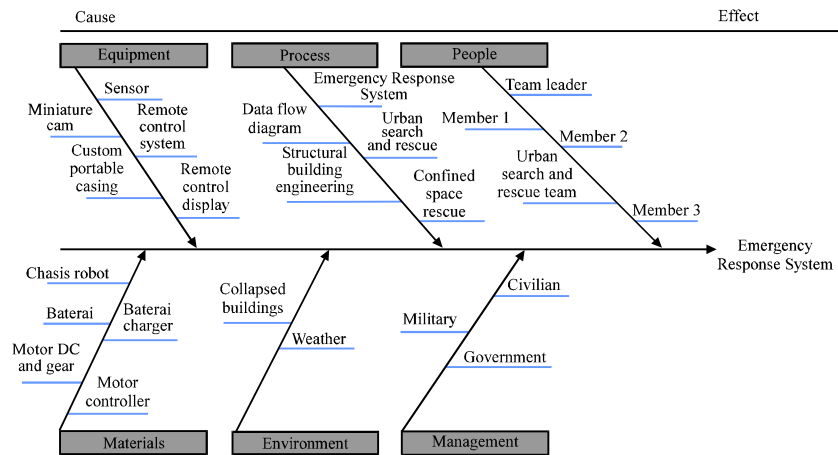 Cause
Effect
Equipment
Process
People
Sensor
Miniature
cam
Remote
control
system
Custom
portable
casing
Remote
control
display
Emergency Response
System
Data flow
diagram
Urban
search
and rescue
Structural
building
engineering
Confined
space
rescue
Team leader
Member 1
Member 2
Urban
search and
rescue team
Member 3
Emergency
Response System
Chasis robot
Baterai
Baterai
charger
Motor DC
and gear
Motor
controller
Collapsed
buildings
Weather
Civilian
Military
Government
Materials
Environment
Management